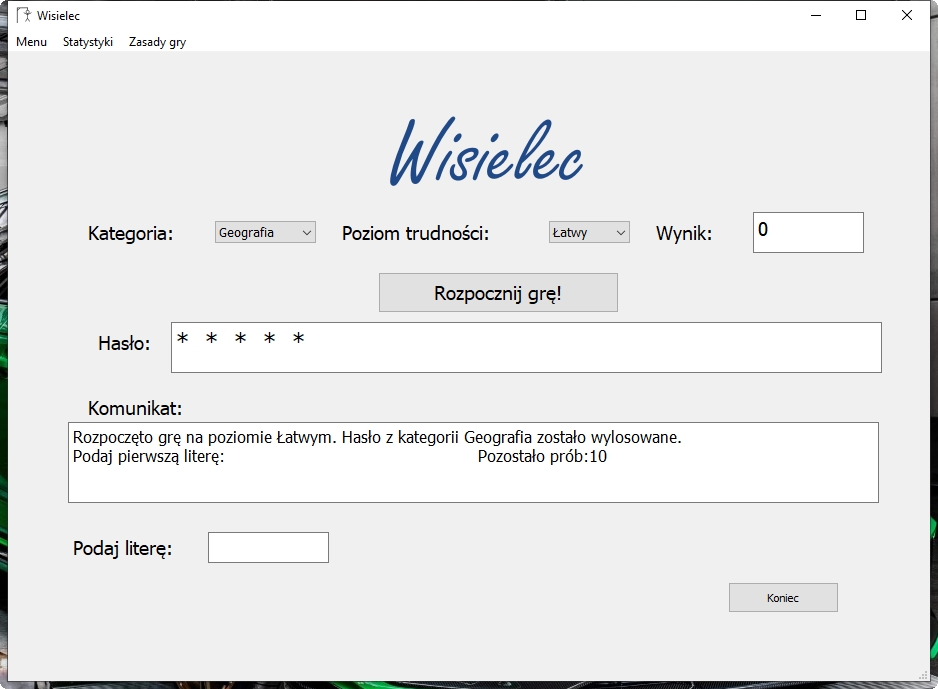 Wisielec
Menu Statystyki Zasady gry
Wisielec
Kategoria: Geografia Poziom trudności: Łatwy Wynik: 0
Rozpocznij grę!
Hasło: * * * * *
Komunikat:
Rozpoczęto grę na poziomie Łatwym. Hasło z kategorii Geografia zostało wylosowane.
Podaj pierwszą literę: Pozostało prób:10
Podaj literę:
Koniec